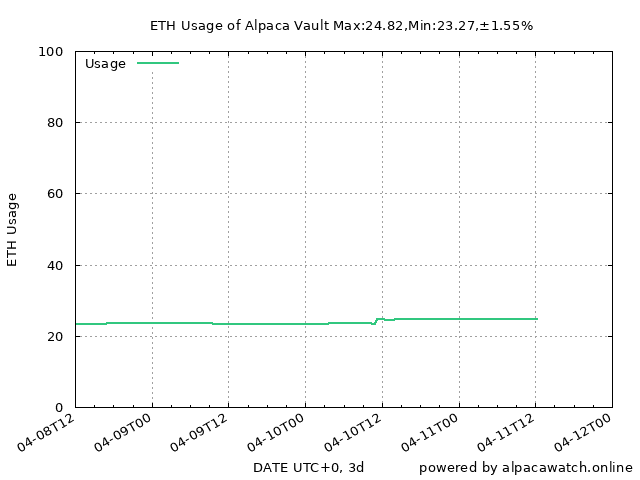 ETH Usage of Alpaca Vault Max:24.82,Min:23.27,±1.55%
Usage
100
80
60
40
20
0
ETH Usage
04-08T12
04-09T00
04-09T12
04-10T00
04-10T12
04-11T00
04-11T12
04-12T00
DATE UTC+0, 3d
powered by alpacawatch.online